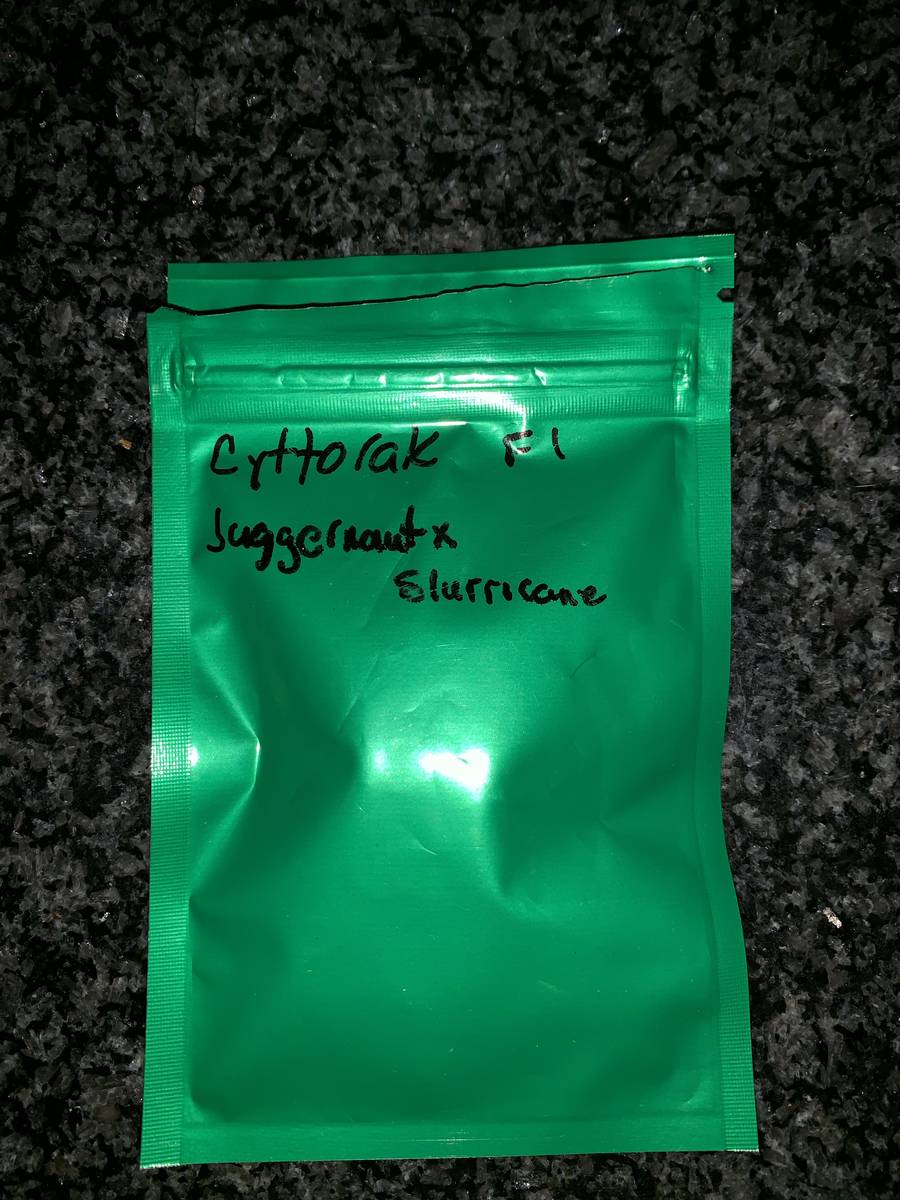 Cyttorak F1
Juggernaut x
Slurricane